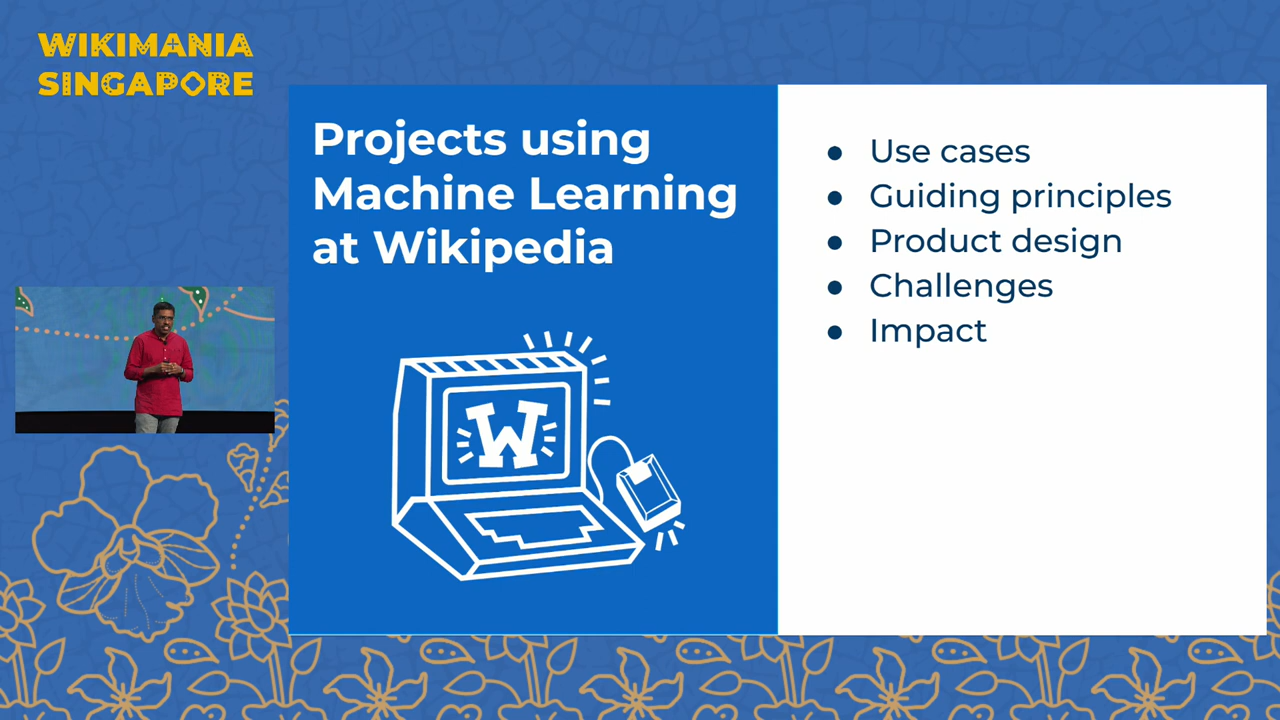 WIKIMANIA
SINGAPORE
Projects using
Machine Learning
at Wikipedia
W
● Use cases
● Guiding principles
● Product design
● Challenges
● Impact